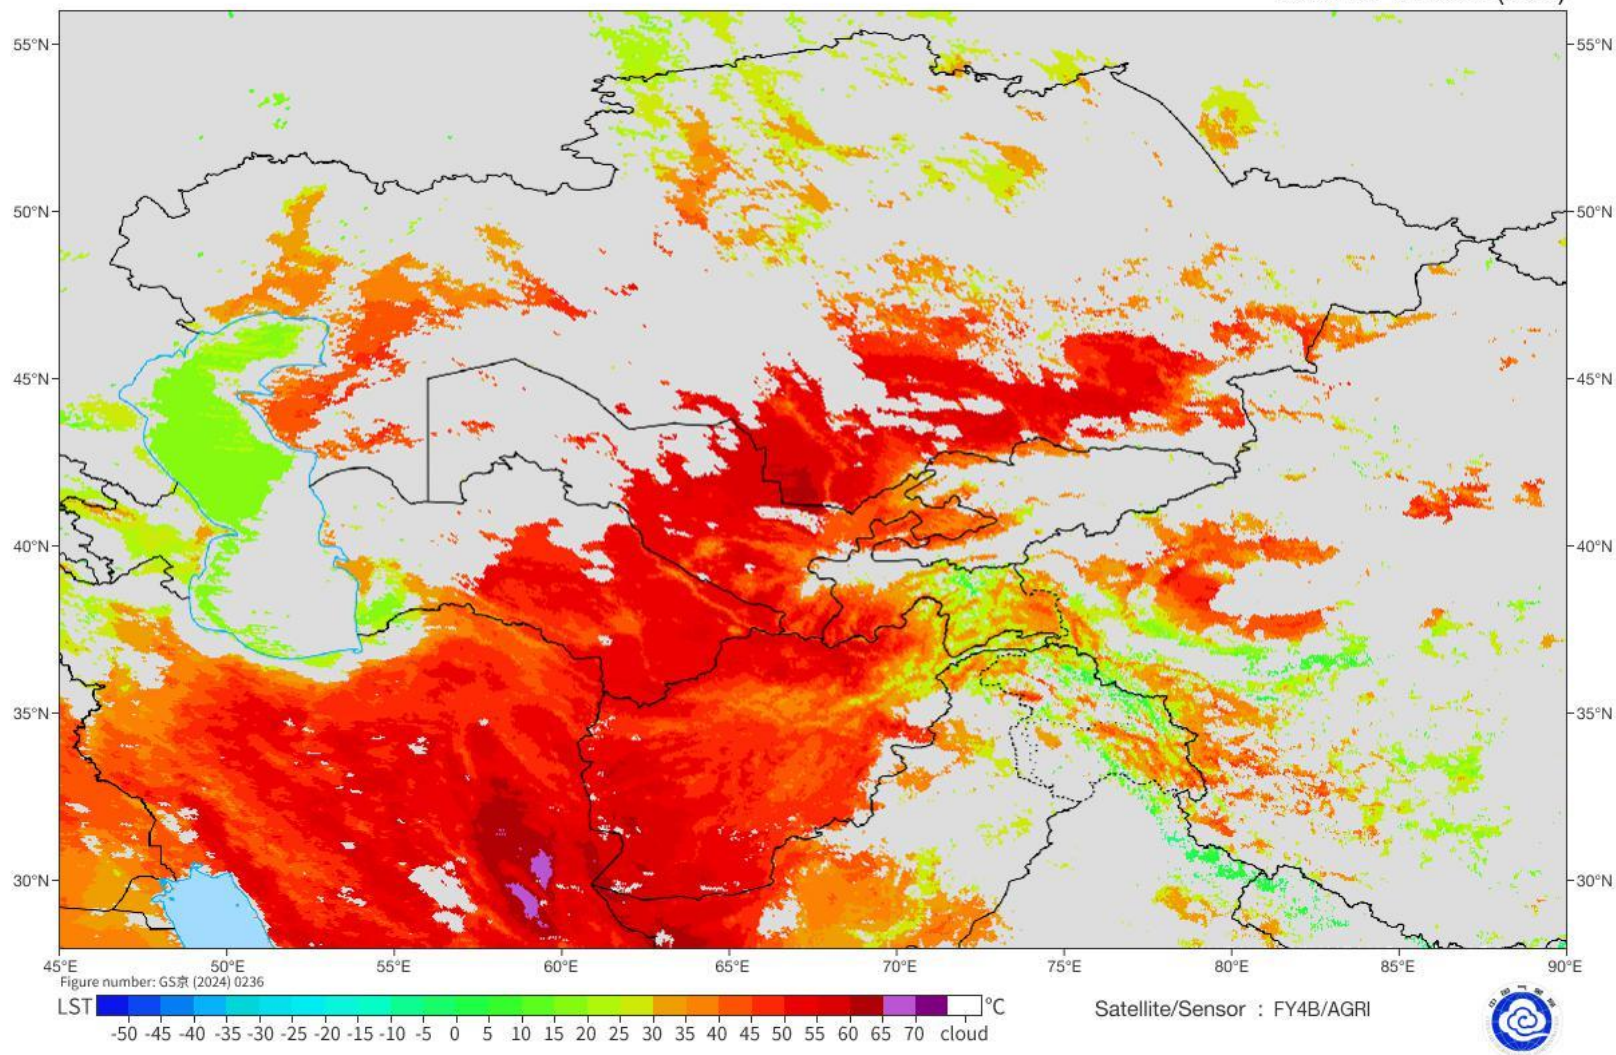 55°N
55°N
50°N
50°N
45°N
45°N
40°N
40°N
35°N
35°N
30°N
30°N
45°E
50°E
55°E
60°E
65°E
70°E
75°E
80°E
85°E
90°E
Figure number: GS京 (2024) 0236
LST
°C
-50 -45 -40 -35 -30 -25 -20 -15 -10 -5 0 5 10 15 20 25 30 35 40 45 50 55 60 65 70 cloud
Satellite/Sensor : FY4B/AGRI